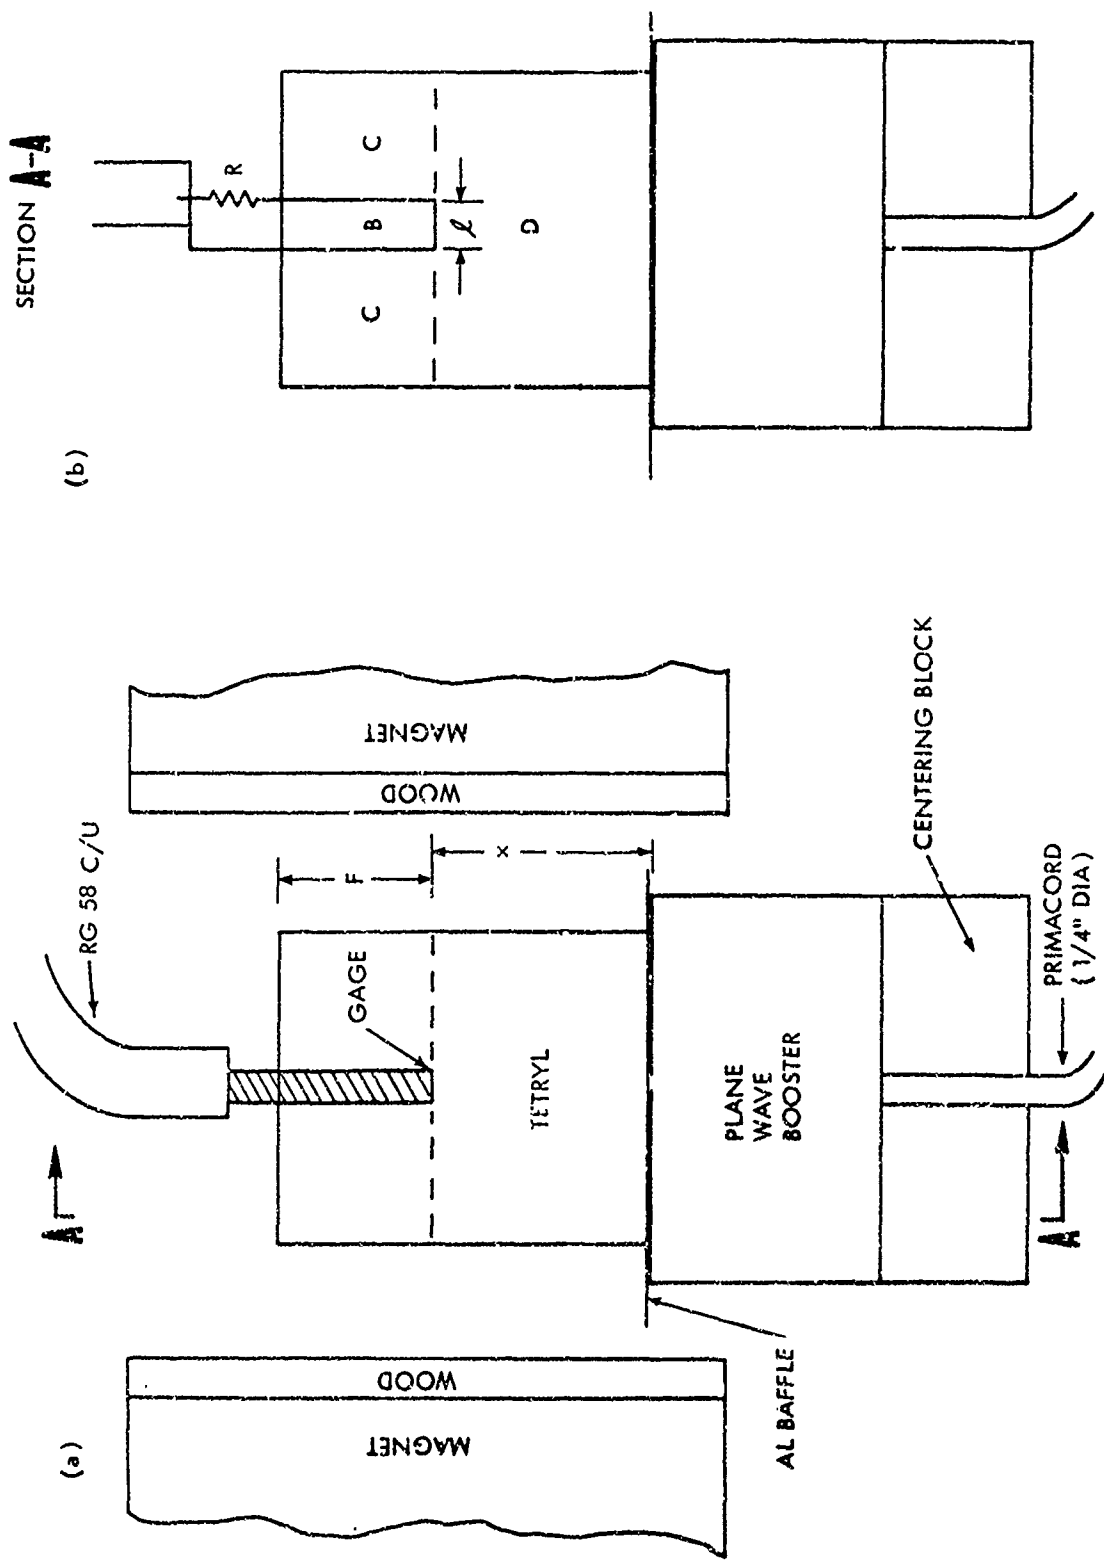 (a)
RG 58 C/U
A
GAGE
F
x
TETRYL
MAGNET
WOOD
WOOD
MAGNET
PLANE
WAVE
BOOSTER
AL BAFFLE
CENTERING BLOCK
PRIMACORD
(1/4" DIA)
A
(b)
SECTION A-A
R
C
B
C
ℓ
D